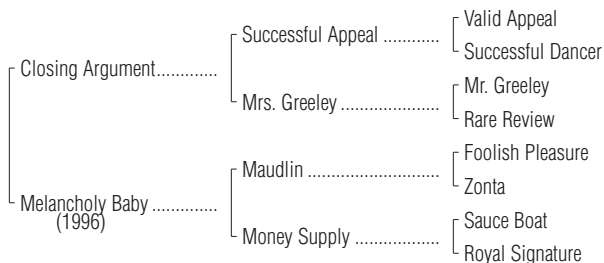 Valid Appeal
Successful Appeal ............
Successful Dancer
Closing Argument.............
Mr. Greeley
Mrs. Greeley .....................
Rare Review
Foolish Pleasure
Maudlin ............................
Zonta
Melancholy Baby ..............
(1996)
Sauce Boat
Money Supply ..................
Royal Signature